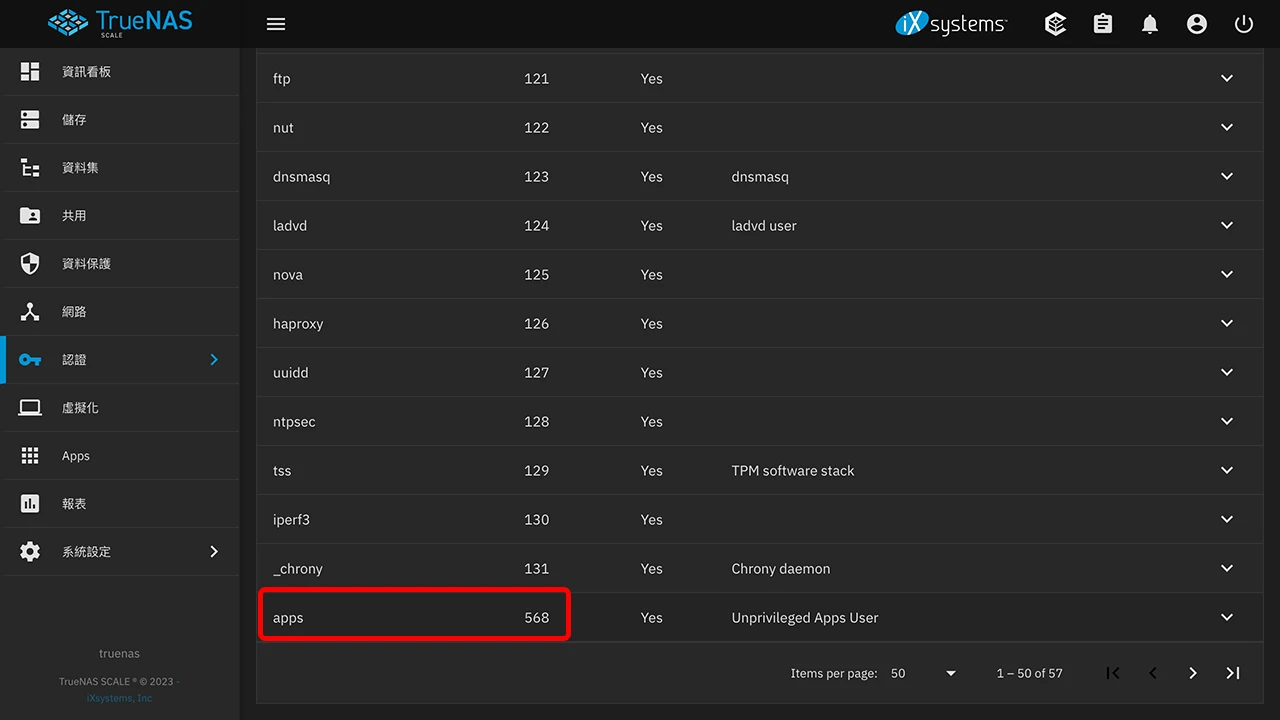 TrueNAS
SCALE
iXsystems
資訊看板
儲存
資料集
共用
資料保護
網路
認證
虛擬化
Apps
報表
系統設定
truenas
TrueNAS SCALE ® © 2023 -
iXsystems, Inc
ftp 121 Yes
nut 122 Yes
dnsmasq 123 Yes dnsmasq
ladvd 124 Yes ladvd user
nova 125 Yes
haproxy 126 Yes
uuidd 127 Yes
ntpsec 128 Yes
tss 129 Yes TPM software stack
iperf3 130 Yes
_chrony 131 Yes Chrony daemon
apps 568 Yes Unprivileged Apps User
Items per page: 50 1 – 50 of 57